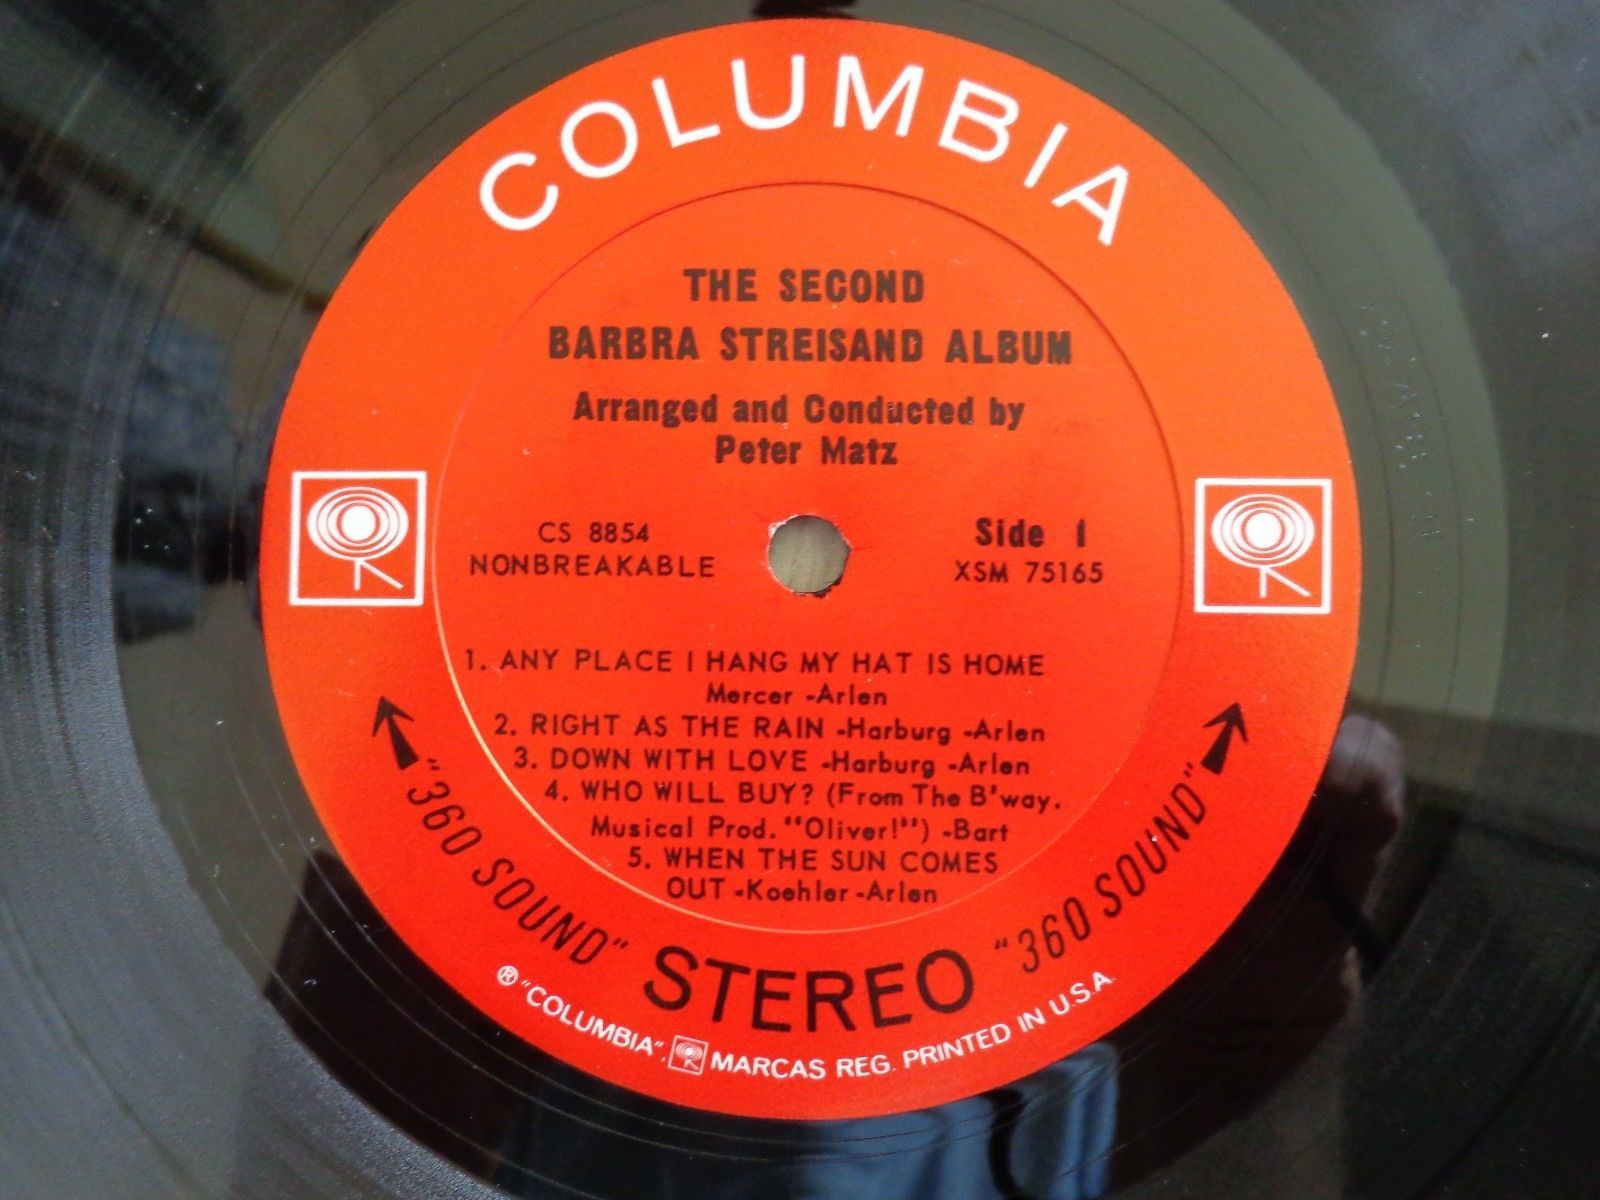 COLUMBIA
THE SECOND
BARBRA STREISAND ALBUM
Arranged and Conducted by
Peter Matz
CS 8854
NONBREAKABLE
Side 1
XSM 75165
1. ANY PLACE I HANG MY HAT IS HOME
Mercer -Arlen
2. RIGHT AS THE RAIN -Harburg -Arlen
3. DOWN WITH LOVE -Harburg -Arlen
4. WHO WILL BUY? (From The B'way.
Musical Prod. "Oliver!") -Bart
5. WHEN THE SUN COMES
OUT -Koehler -Arlen
"360 SOUND" STEREO "360 SOUND"
® "COLUMBIA", MARCAS REG. PRINTED IN U.S.A.